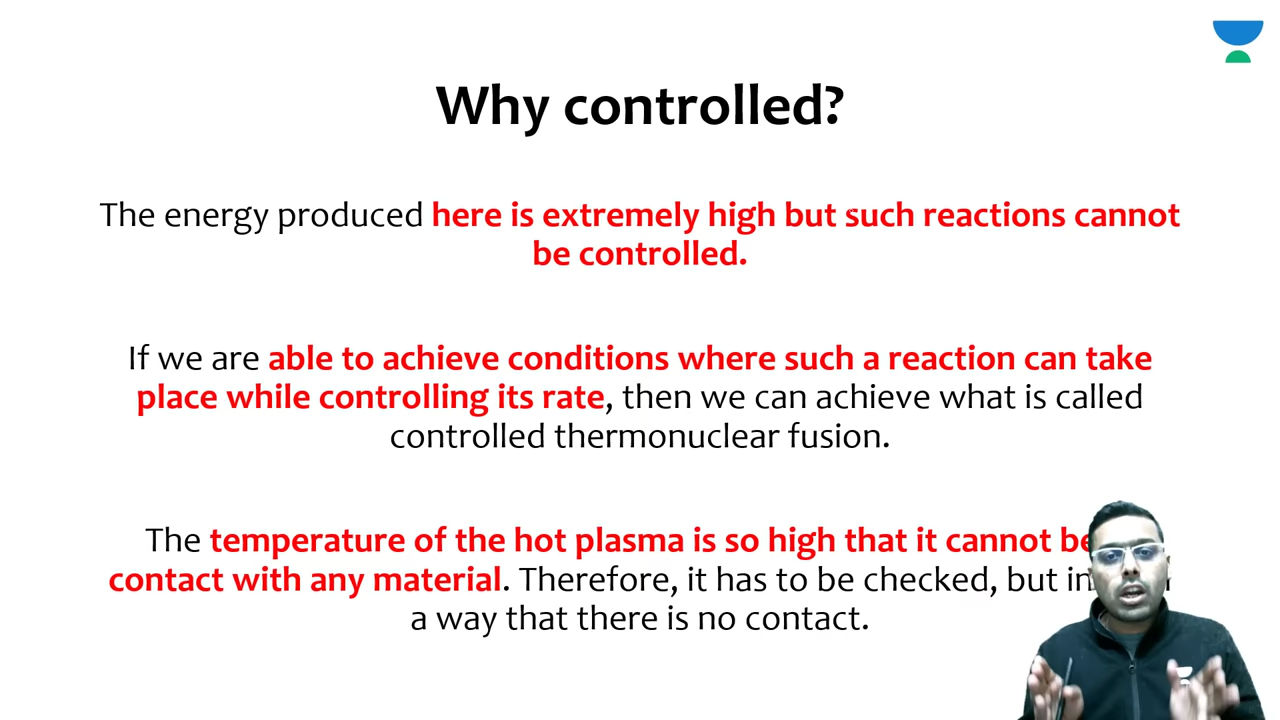 Why controlled?
The energy produced here is extremely high but such reactions cannot
be controlled.
If we are able to achieve conditions where such a reaction can take
place while controlling its rate, then we can achieve what is called
controlled thermonuclear fusion.
The temperature of the hot plasma is so high that it cannot be
contact with any material. Therefore, it has to be checked, but in
a way that there is no contact.